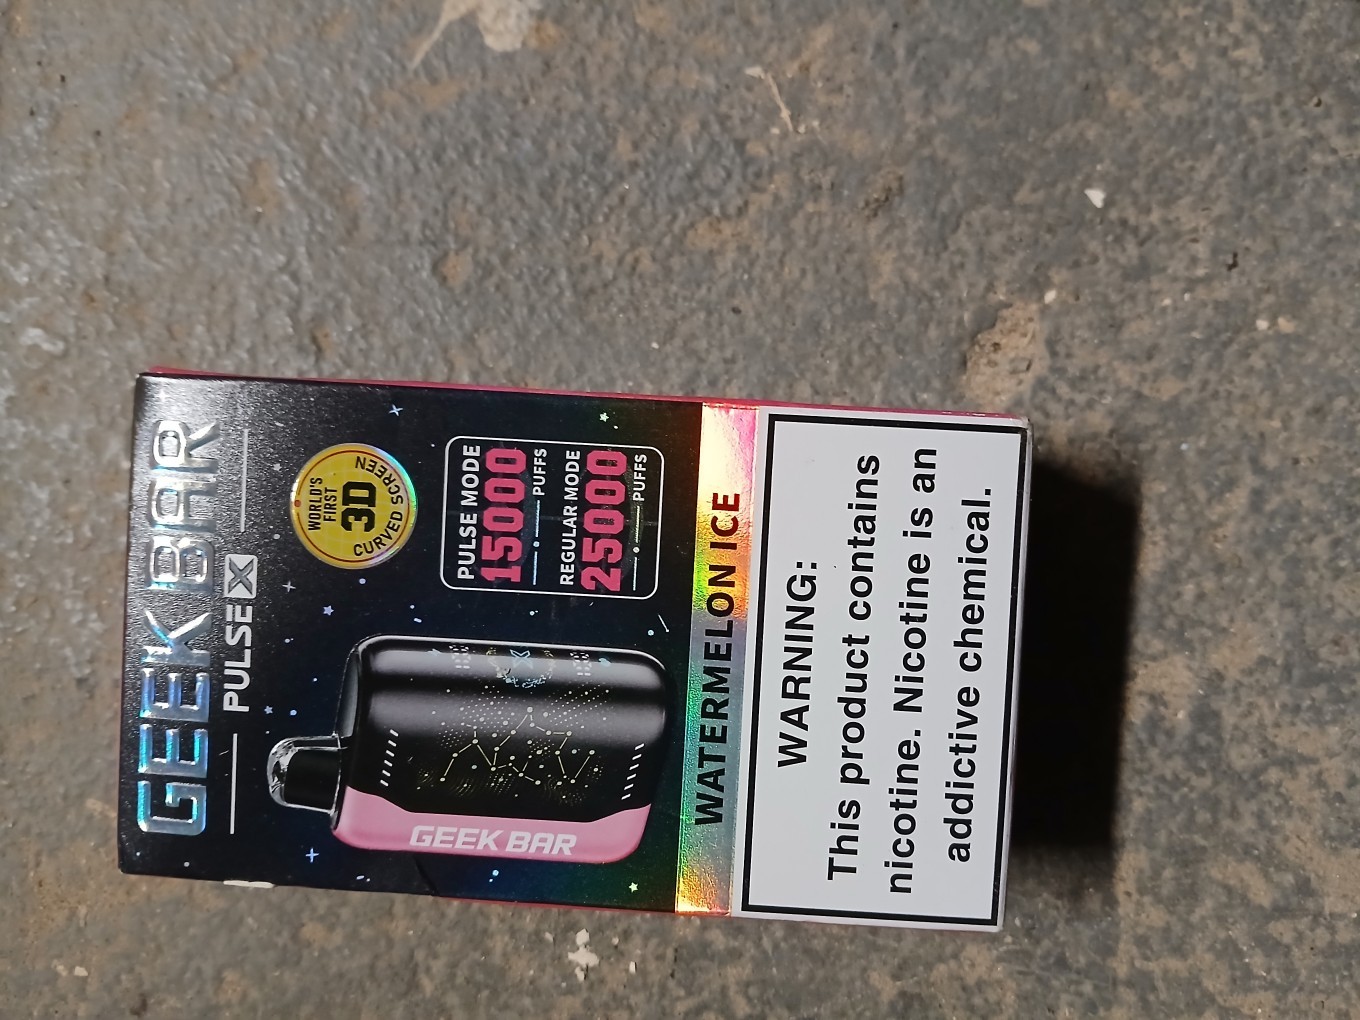 GEEK BAR
PULSE X
WORLD'S
FIRST
3D
CURVED SCREEN
PULSE MODE
15000
PUFFS
REGULAR MODE
25000
PUFFS
GEEK BAR
WATERMELON ICE
WARNING:
This product contains
nicotine. Nicotine is an
addictive chemical.